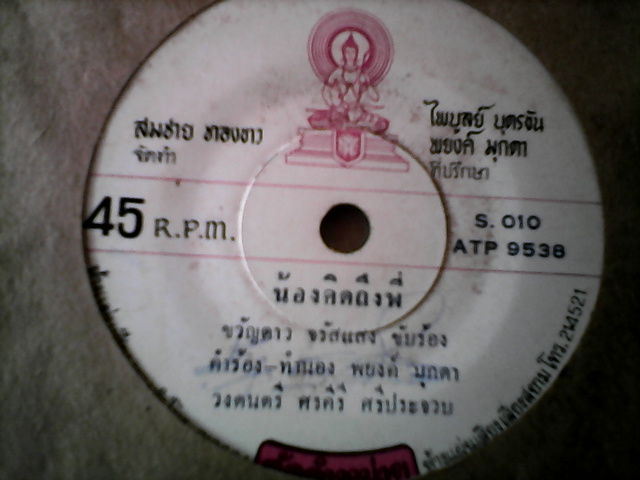 สมชาย ทองขาว
จัดทำ
ไพบูลย์ บุตรขัน
พยงค์ มุกดา
ที่ปรึกษา
45 R.P.M.
S. 010
ATP 9538
น้องคิดถึงพี่
ขวัญดาว จรัสแสง ขับร้อง
คำร้อง ทำนอง พยงค์ มุกดา
วงดนตรี ศรคีรี ศรีประจวบ
โทร. 214521